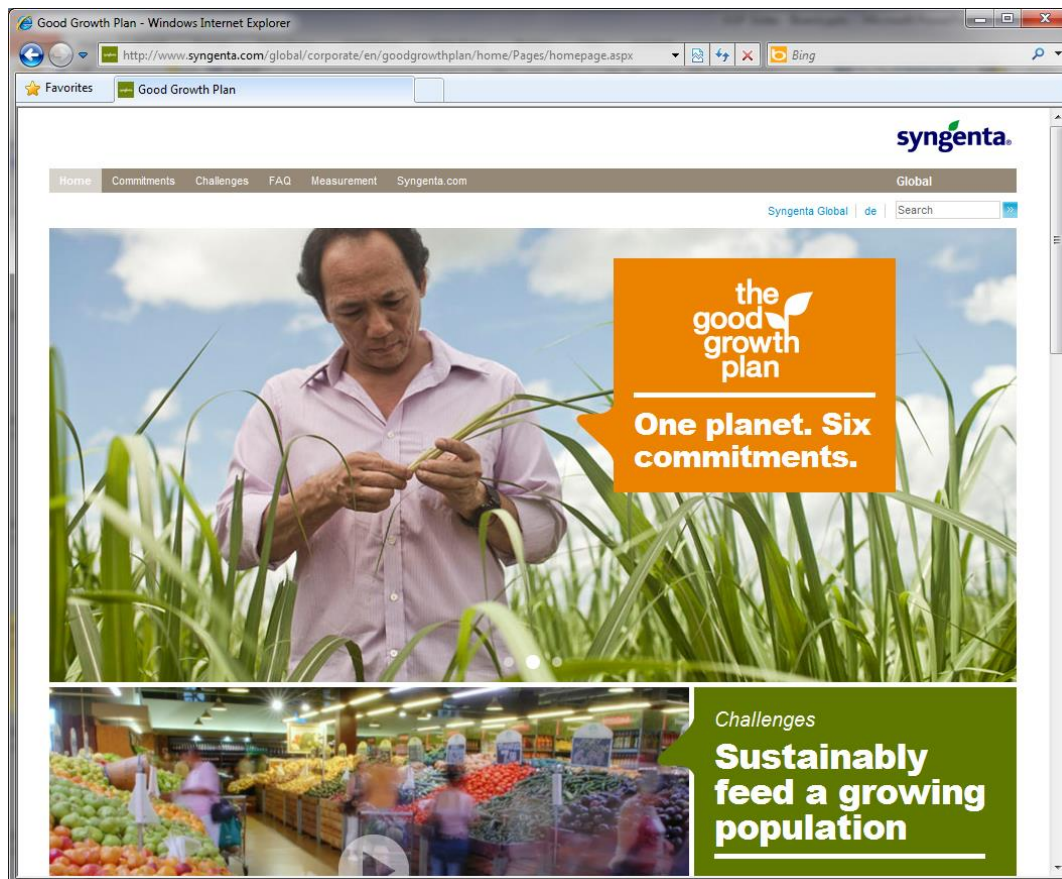 Good Growth Plan - Windows Internet Explorer
http://www.syngenta.com/global/corporate/en/goodgrowthplan/home/Pages/homepage.aspx
Bing
Favorites
Good Growth Plan
syngenta®
Home Commitments Challenges FAQ Measurement Syngenta.com Global
Syngenta Global | de | Search
the
good
growth
plan
One planet. Six
commitments.
Challenges
Sustainably
feed a growing
population